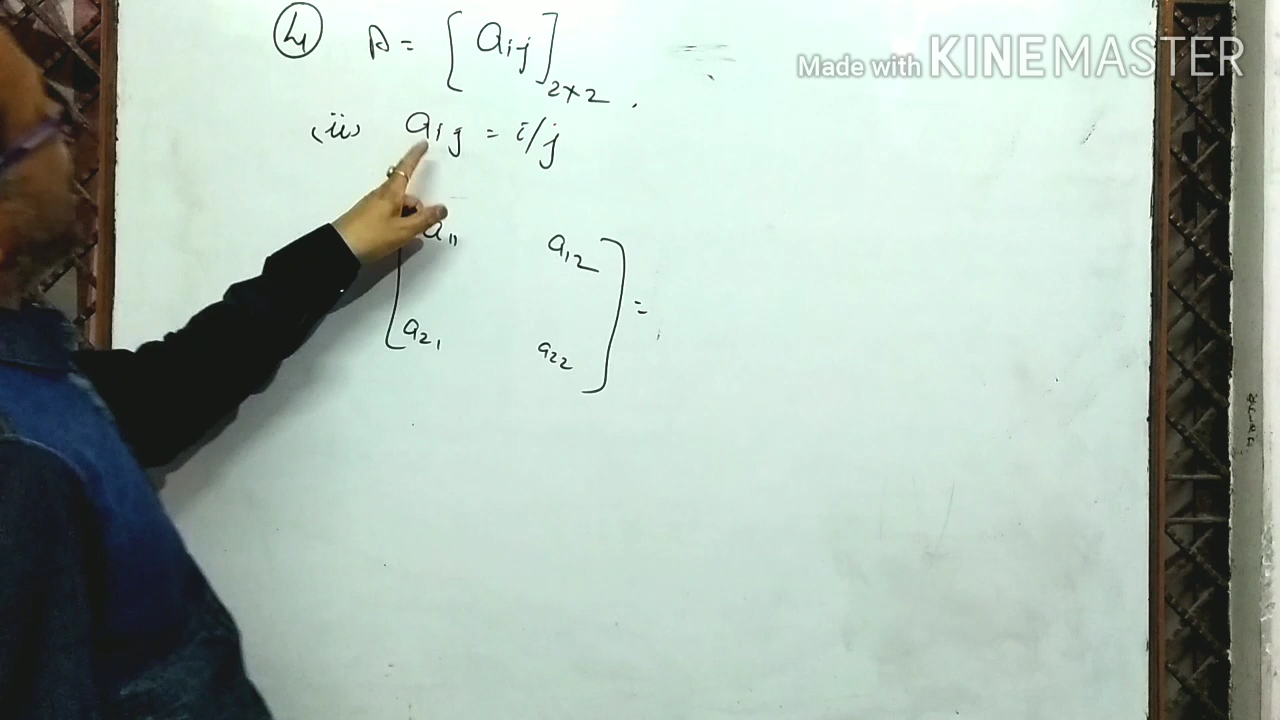 Made with KINEMASTER
4 A = [aij]2×2.
(ii) aij = i/j
[a11 a12
a21 a22] =